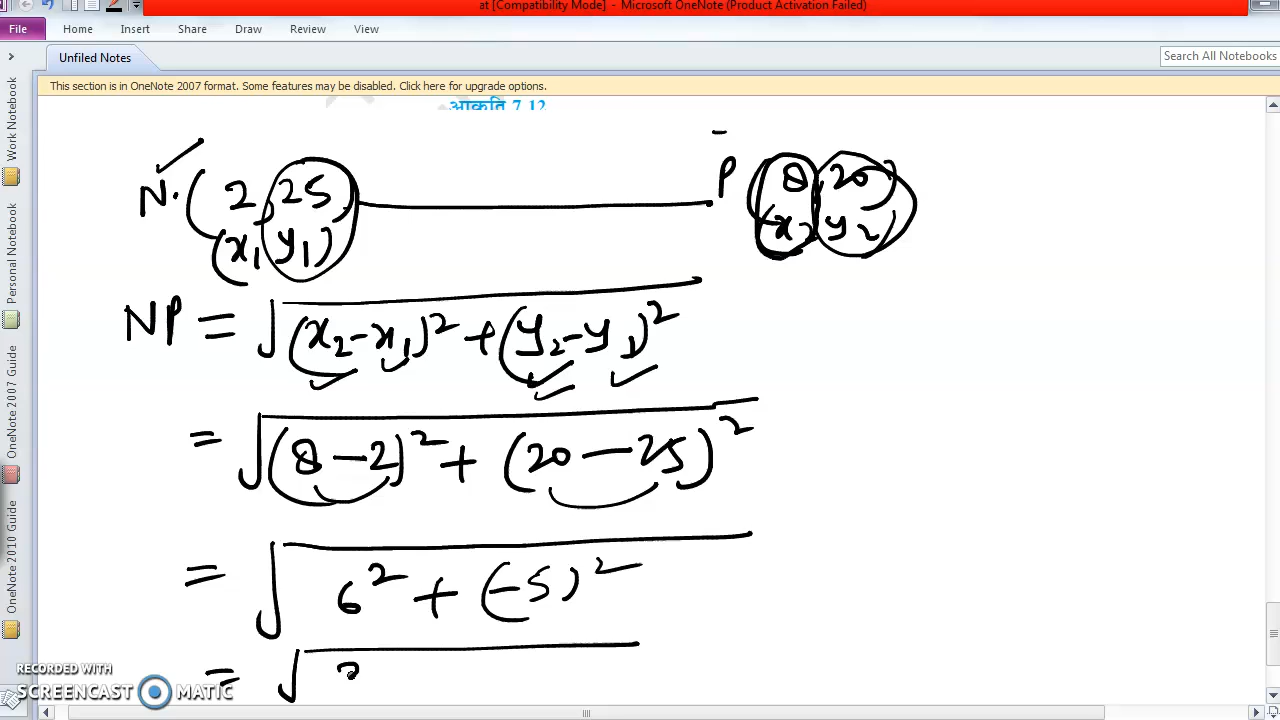 at [Compatibility Mode] - Microsoft OneNote (Product Activation Failed)
File Home Insert Share Draw Review View
Unfiled Notes
Search All Notebooks
This section is in OneNote 2007 format. Some features may be disabled. Click here for upgrade options.
Work Notebook
Personal Notebook
OneNote 2007 Guide
OneNote 2010 Guide
आकृति 7.12
N. (2, 25) P (8, 20)
(x₁, y₁) (x₂ y₂)
NP = √(x₂-x₁)² + (y₂-y₁)²
= √(8-2)² + (20-25)²
= √6² + (-5)²
= √3
RECORDED WITH
SCREENCAST MATIC